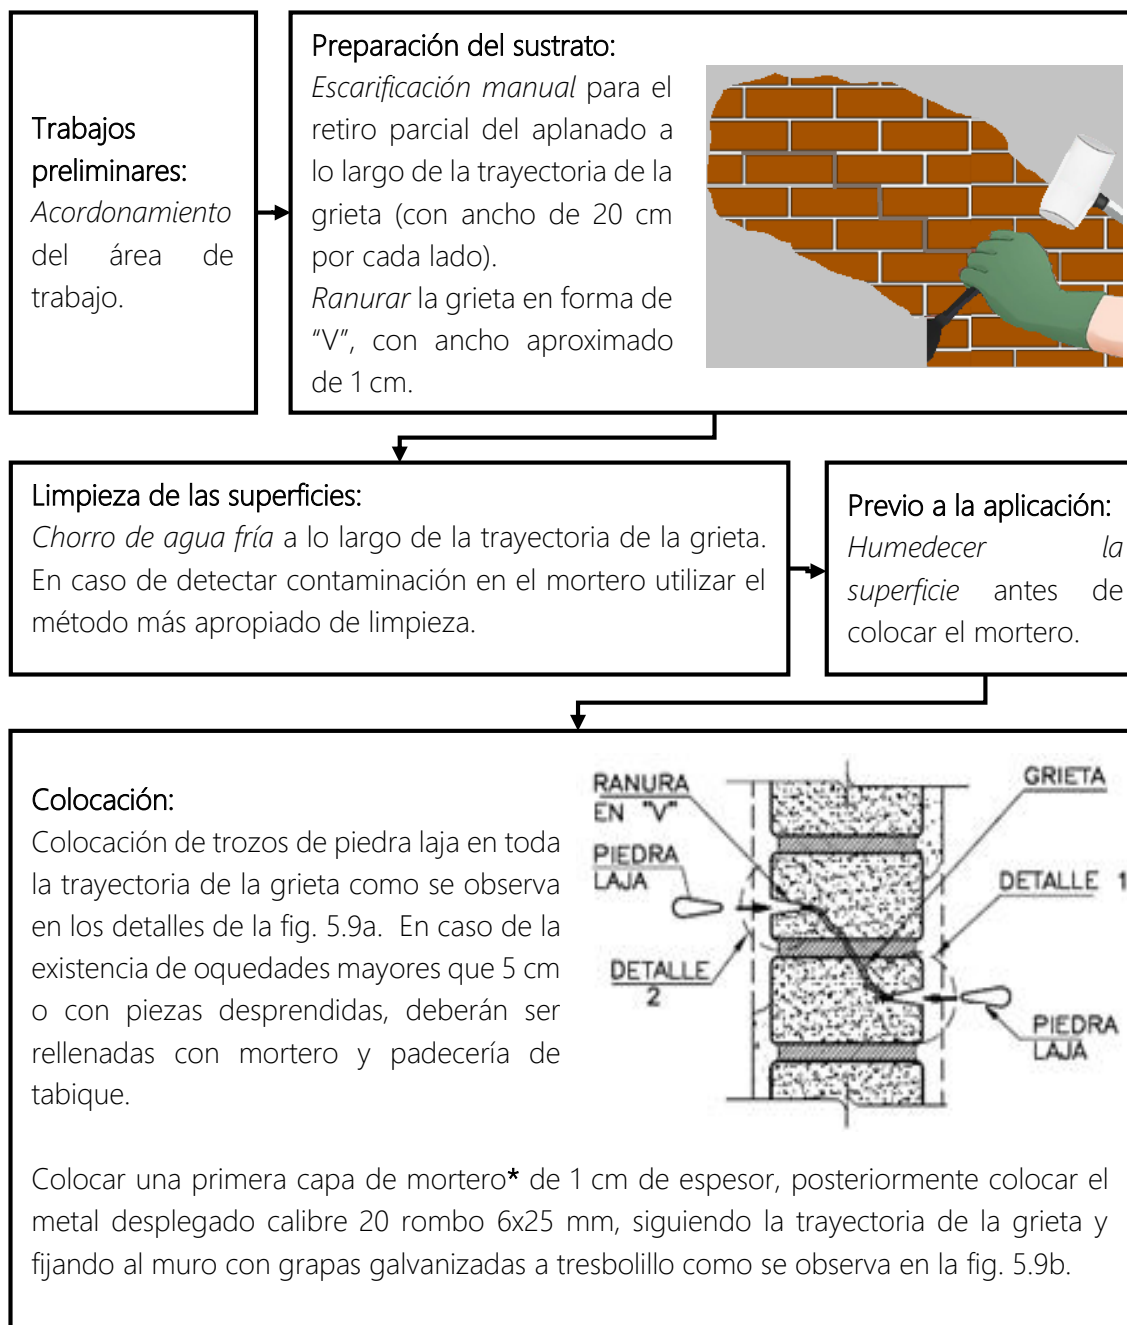 Trabajos
preliminares:
Acordonamiento
del área de
trabajo.
Preparación del sustrato:
Escarificación manual para el
retiro parcial del aplanado a
lo largo de la trayectoria de la
grieta (con ancho de 20 cm
por cada lado).
Ranurar la grieta en forma de
“V”, con ancho aproximado
de 1 cm.
Limpieza de las superficies:
Chorro de agua fría a lo largo de la trayectoria de la grieta.
En caso de detectar contaminación en el mortero utilizar el
método más apropiado de limpieza.
Previo a la aplicación:
Humedecer la
superficie antes de
colocar el mortero.
Colocación:
Colocación de trozos de piedra laja en toda
la trayectoria de la grieta como se observa
en los detalles de la fig. 5.9a. En caso de la
existencia de oquedades mayores que 5 cm
o con piezas desprendidas, deberán ser
rellenadas con mortero y padecería de
tabique.
RANURA
EN "V"
PIEDRA
LAJA
DETALLE
2
GRIETA
DETALLE 1
PIEDRA
LAJA
Colocar una primera capa de mortero* de 1 cm de espesor, posteriormente colocar el
metal desplegado calibre 20 rombo 6x25 mm, siguiendo la trayectoria de la grieta y
fijando al muro con grapas galvanizadas a tresbolillo como se observa en la fig. 5.9b.